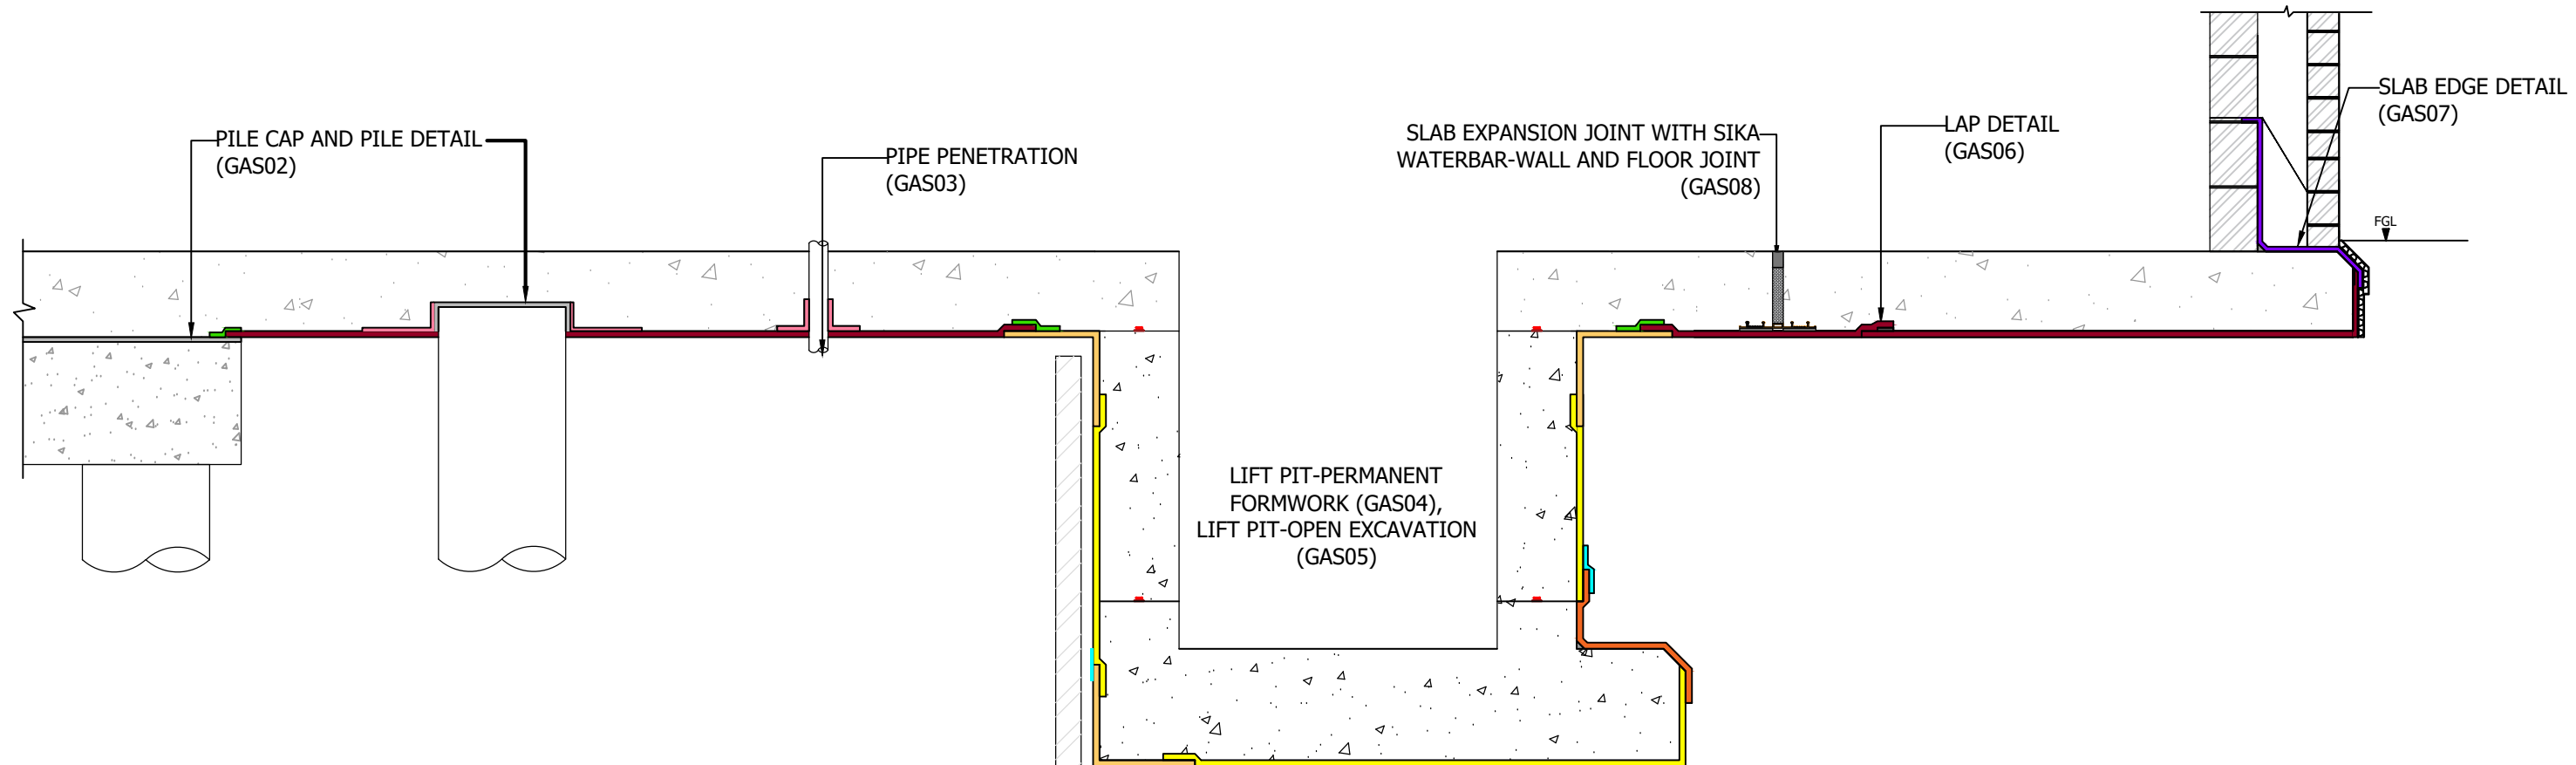 PILE CAP AND PILE DETAIL
(GAS02)
PIPE PENETRATION
(GAS03)
LIFT PIT-PERMANENT
FORMWORK (GAS04),
LIFT PIT-OPEN EXCAVATION
(GAS05)
SLAB EXPANSION JOINT WITH SIKA
WATERBAR-WALL AND FLOOR JOINT
(GAS08)
LAP DETAIL
(GAS06)
SLAB EDGE DETAIL
(GAS07)
FGL